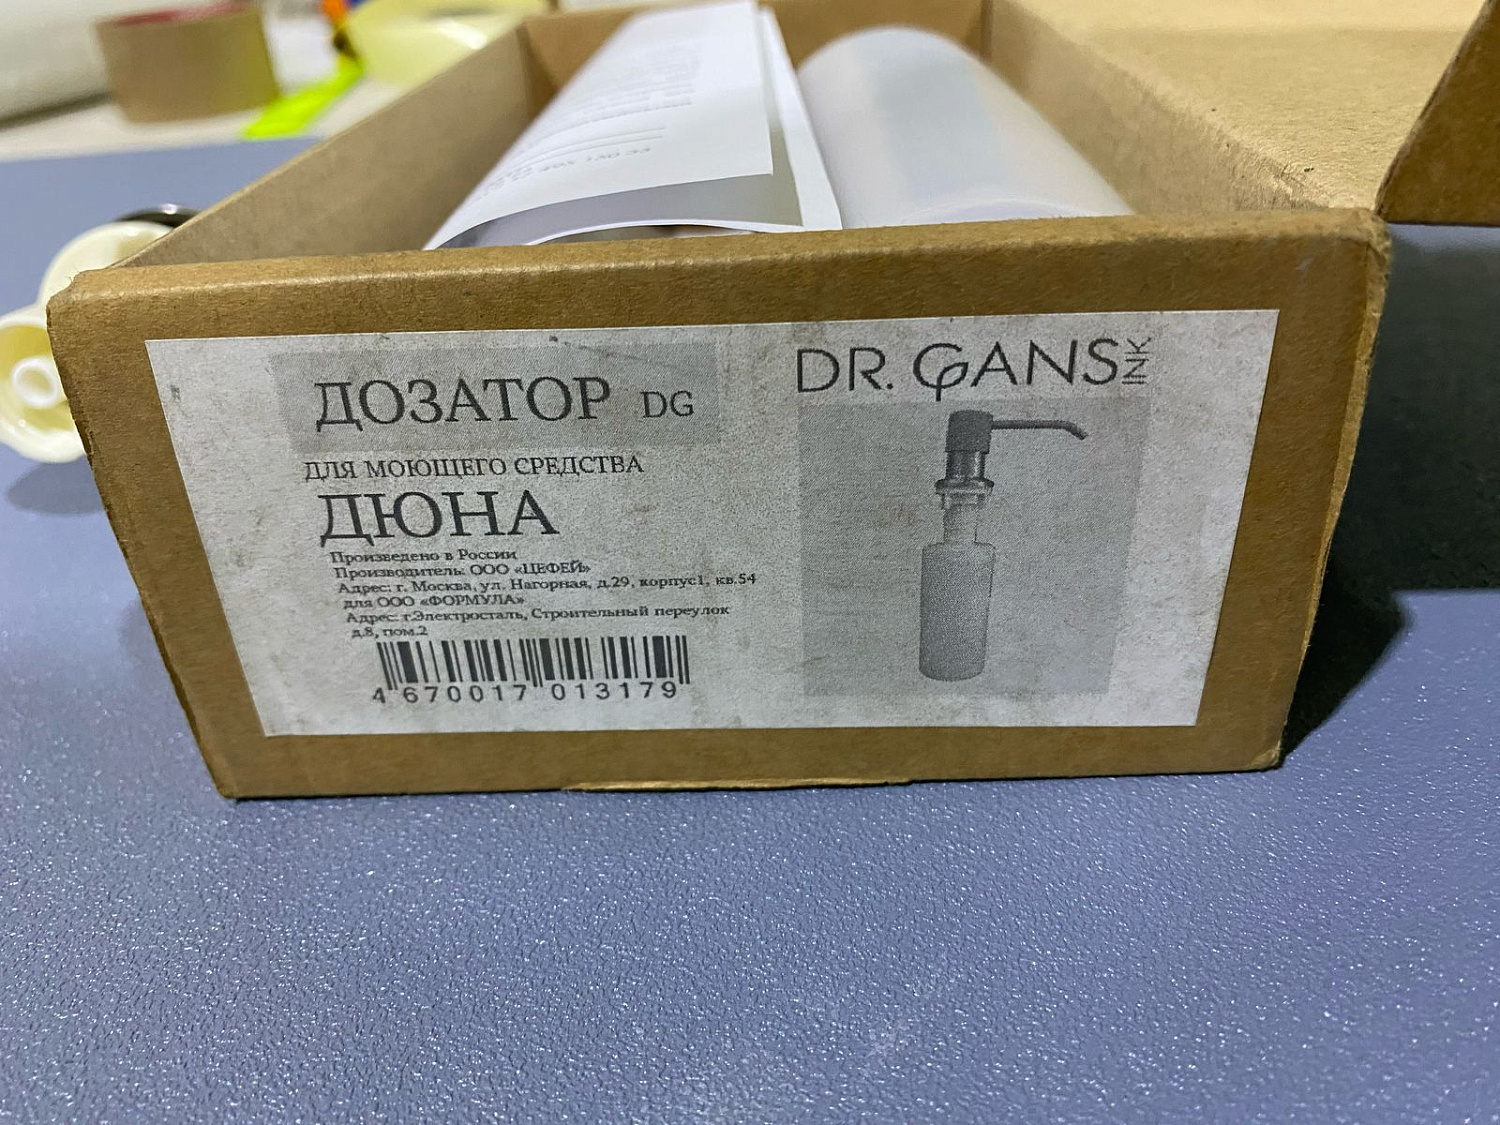 ДОЗАТОР DG
ДЛЯ МОЮЩЕГО СРЕДСТВА
ДЮНА
Произведено в России
Производитель: ООО «ЦЕФЕЙ»
Адрес: г. Москва, ул. Нагорная, д.29, корпус1, кв.54
для ООО «ФОРМУЛА»
Адрес: г.Электросталь, Строительный переулок
д.8, пом.2
4 670017 013179
DR. GANS INK